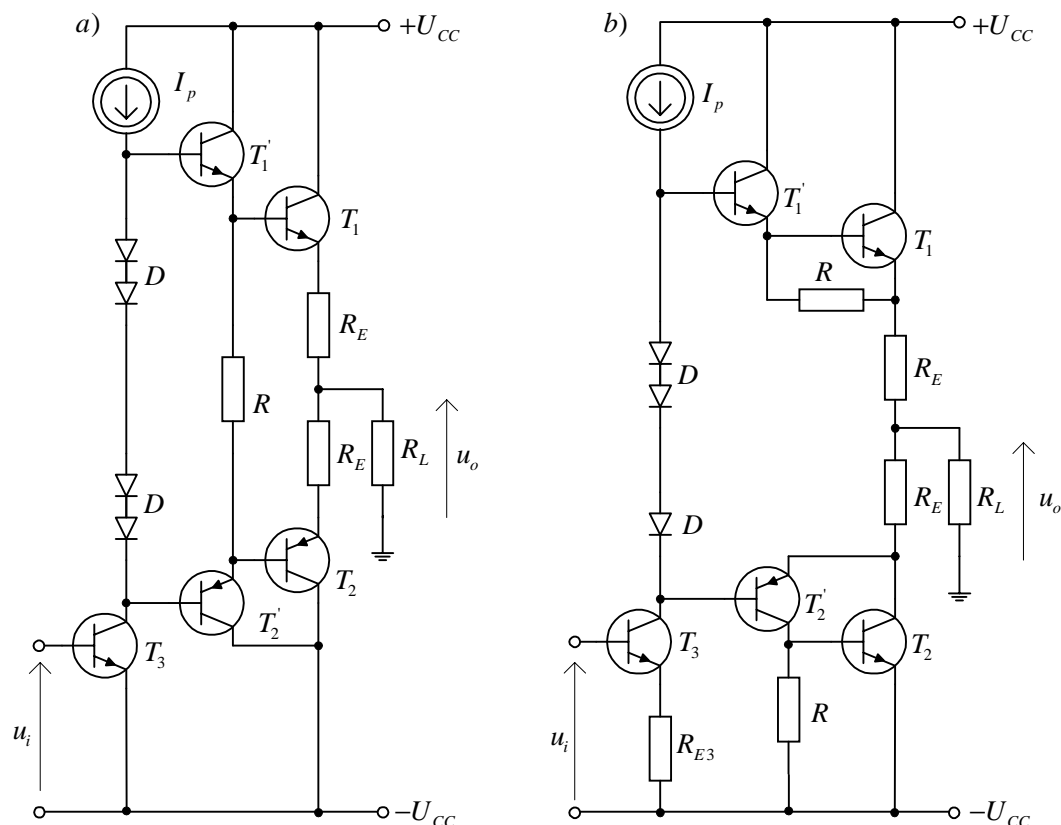 a)
+U_CC
I_p
T_1'
T_1
D
R_E
R
R_E
R_L
u_o
D
T_2
T_2'
T_3
u_i
−U_CC
b)
+U_CC
I_p
T_1'
T_1
R
D
R_E
R_E
R_L
u_o
D
T_2'
T_3
T_2
R
u_i
R_E3
−U_CC